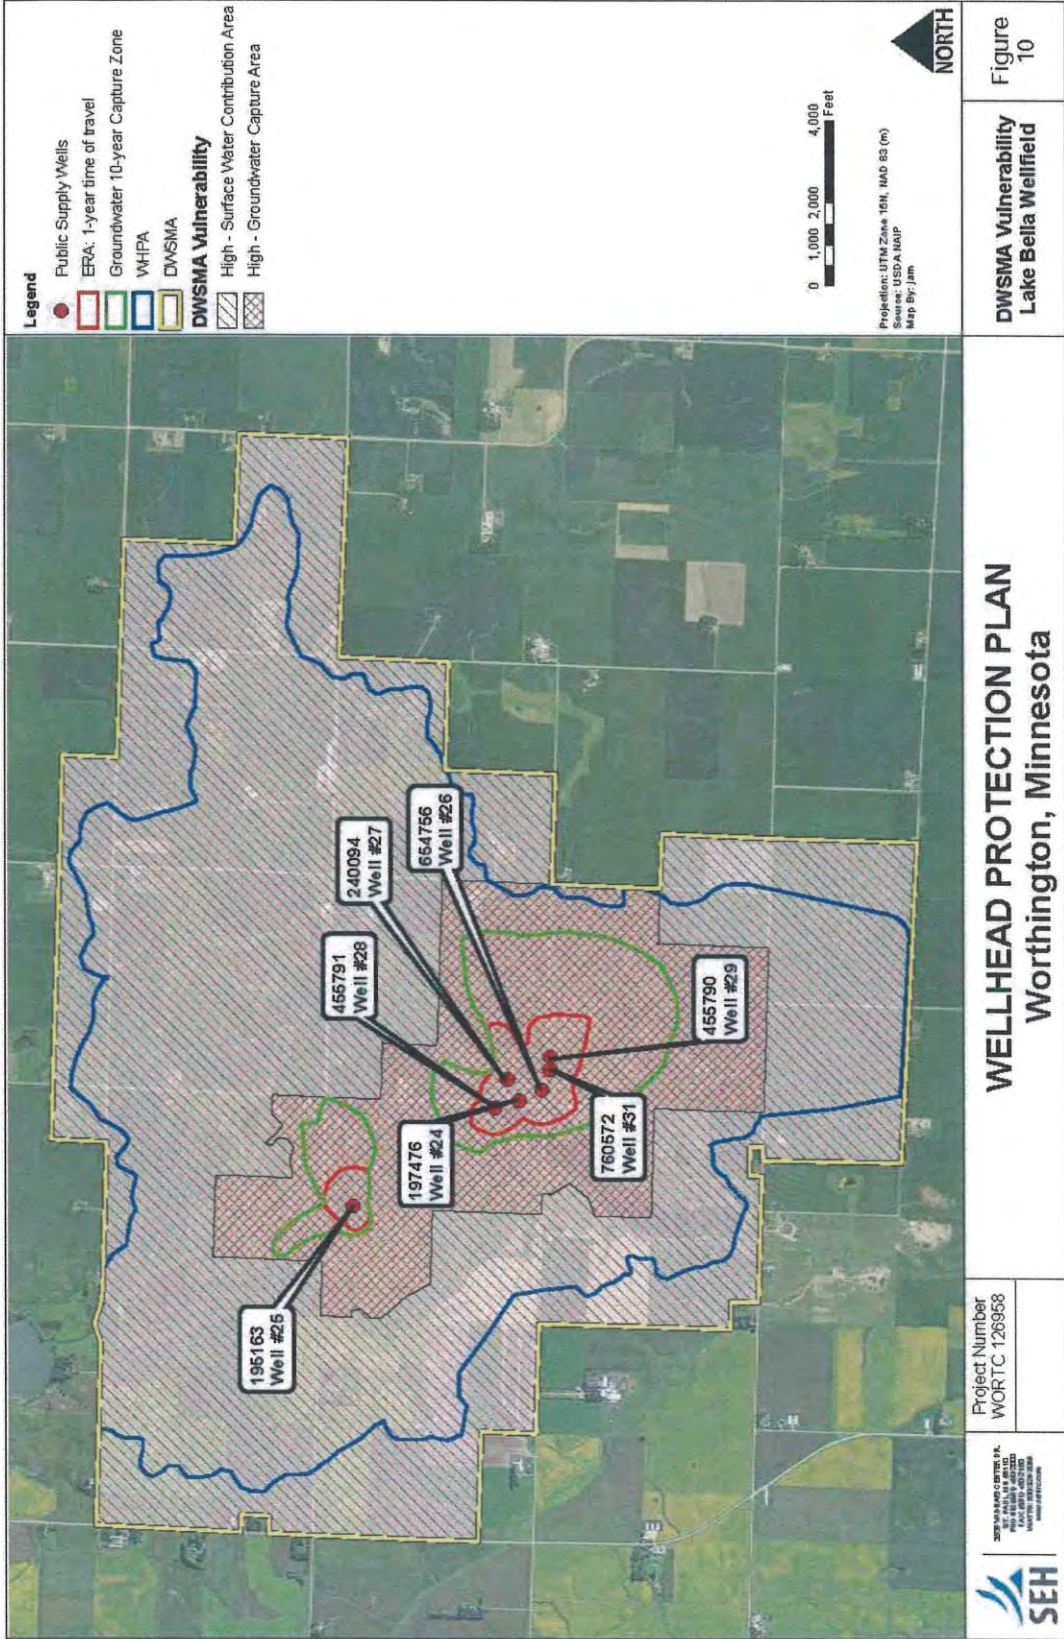 Legend
Public Supply Wells
ERA: 1-year time of travel
Groundwater 10-year Capture Zone
WHPA
DWSMA
DWSMA Vulnerability
High - Surface Water Contribution Area
High - Groundwater Capture Area
0 1,000 2,000 4,000
Feet
Projection: UTM Zone 15N, NAD 83 (m)
Source: USDA NAIP
Map By: jam
NORTH
195163
Well #25
197476
Well #24
455791
Well #28
240094
Well #27
654756
Well #26
760572
Well #31
455790
Well #29
SEH
Project Number
WORTC 126958
WELLHEAD PROTECTION PLAN
Worthington, Minnesota
DWSMA Vulnerability
Lake Bella Wellfield
Figure
10